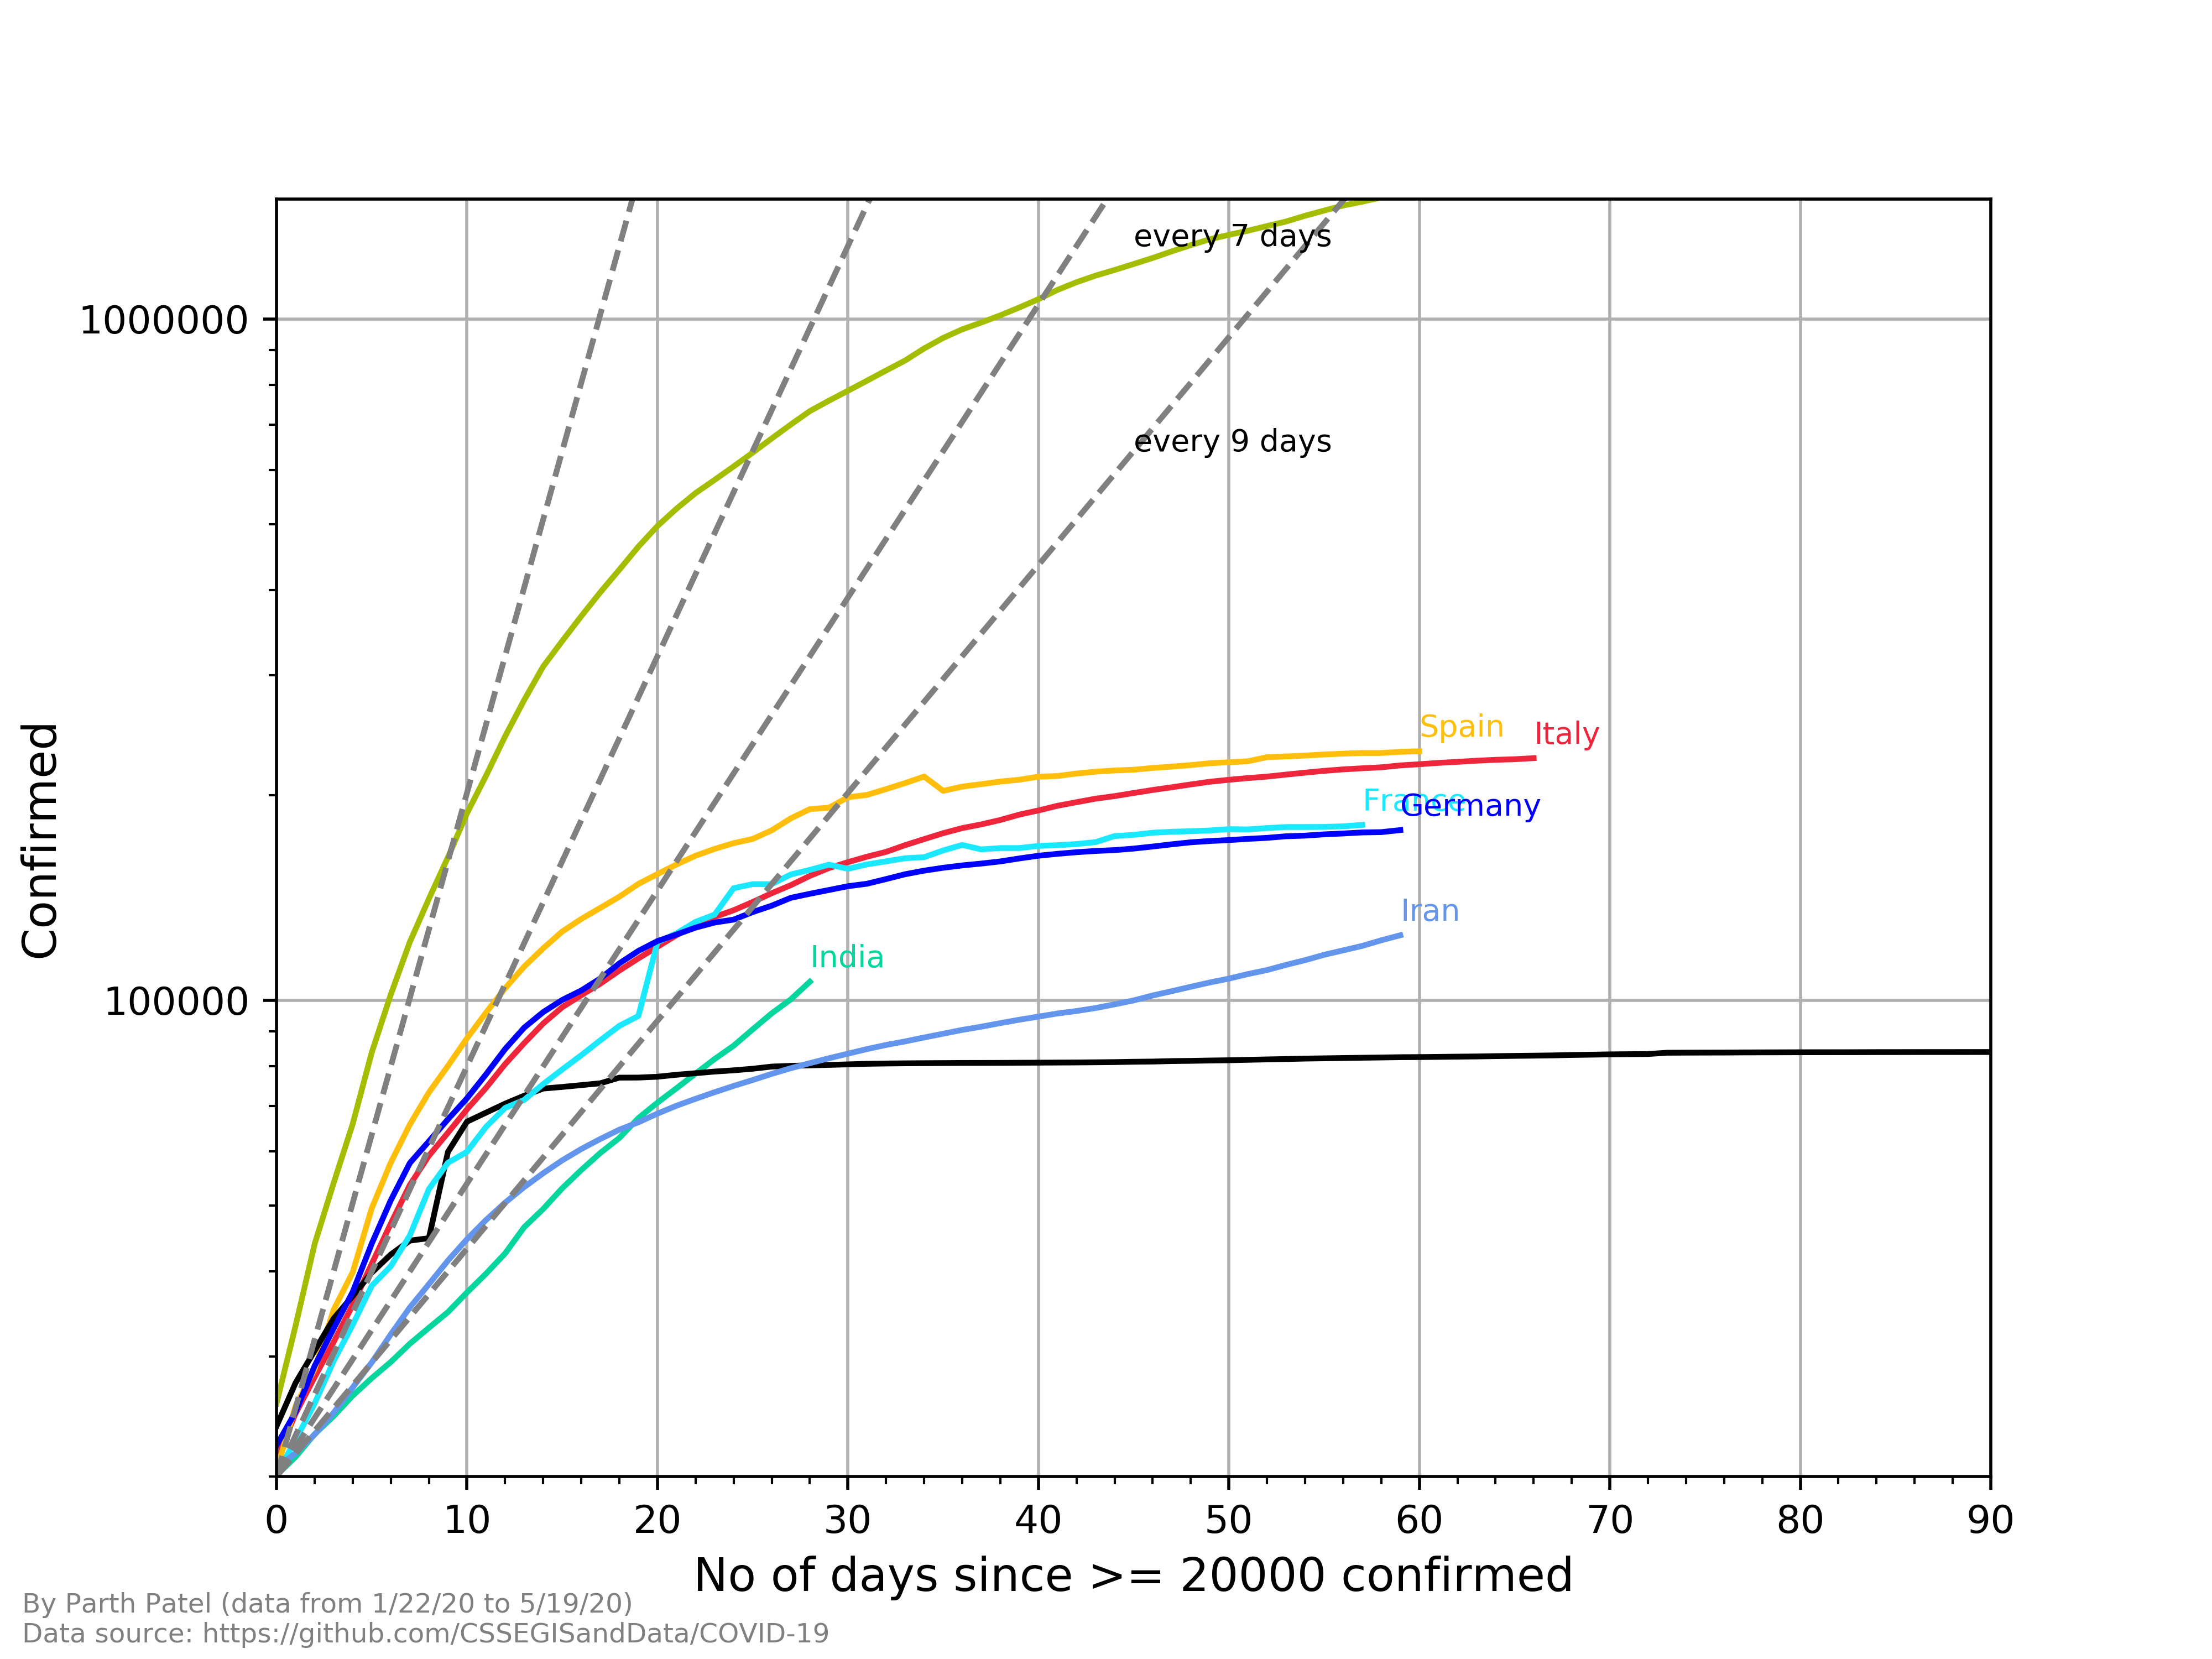 every 7 days
1000000
every 9 days
Spain
Italy
France
Germany
Iran
India
100000
Confirmed
0 10 20 30 40 50 60 70 80 90
No of days since >= 20000 confirmed
By Parth Patel (data from 1/22/20 to 5/19/20)
Data source: https://github.com/CSSEGISandData/COVID-19